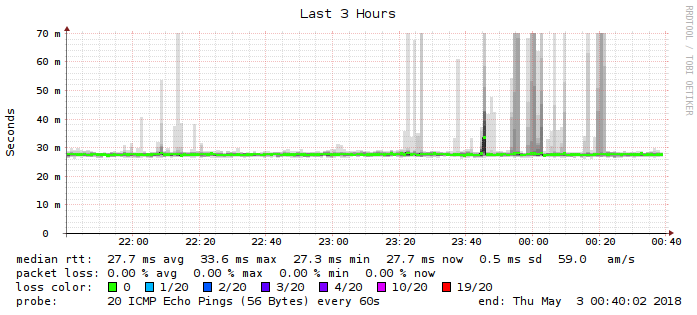 Last 3 Hours
RRDTOOL / TOBI OETIKER
Seconds
70 m
60 m
50 m
40 m
30 m
20 m
10 m
0
22:00 22:20 22:40 23:00 23:20 23:40 00:00 00:20 00:40
median rtt: 27.7 ms avg 33.6 ms max 27.3 ms min 27.7 ms now 0.5 ms sd 59.0 am/s
packet loss: 0.00 % avg 0.00 % max 0.00 % min 0.00 % now
loss color: 0 1/20 2/20 3/20 4/20 10/20 19/20
probe: 20 ICMP Echo Pings (56 Bytes) every 60s end: Thu May 3 00:40:02 2018